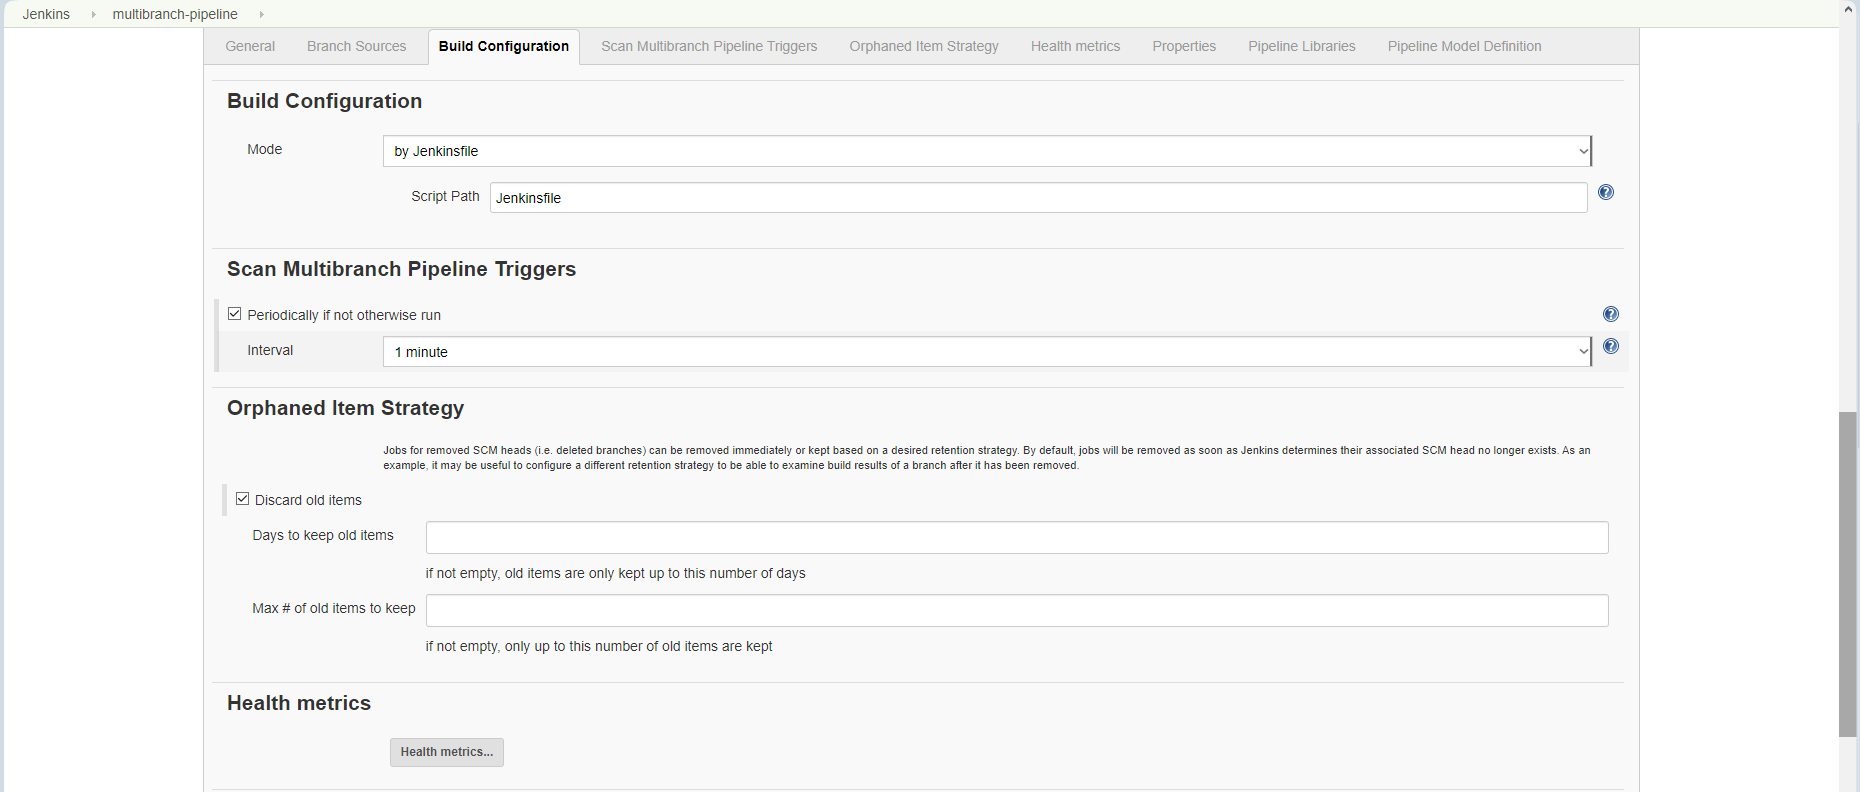 Jenkins
multibranch-pipeline
General
Branch Sources
Build Configuration
Scan Multibranch Pipeline Triggers
Orphaned Item Strategy
Health metrics
Properties
Pipeline Libraries
Pipeline Model Definition
Build Configuration
Mode
by Jenkinsfile
Script Path
Jenkinsfile
Scan Multibranch Pipeline Triggers
Periodically if not otherwise run
Interval
1 minute
Orphaned Item Strategy
Jobs for removed SCM heads (i.e. deleted branches) can be removed immediately or kept based on a desired retention strategy. By default, jobs will be removed as soon as Jenkins determines their associated SCM head no longer exists. As an
example, it may be useful to configure a different retention strategy to be able to examine build results of a branch after it has been removed.
Discard old items
Days to keep old items
if not empty, old items are only kept up to this number of days
Max # of old items to keep
if not empty, only up to this number of old items are kept
Health metrics
Health metrics...